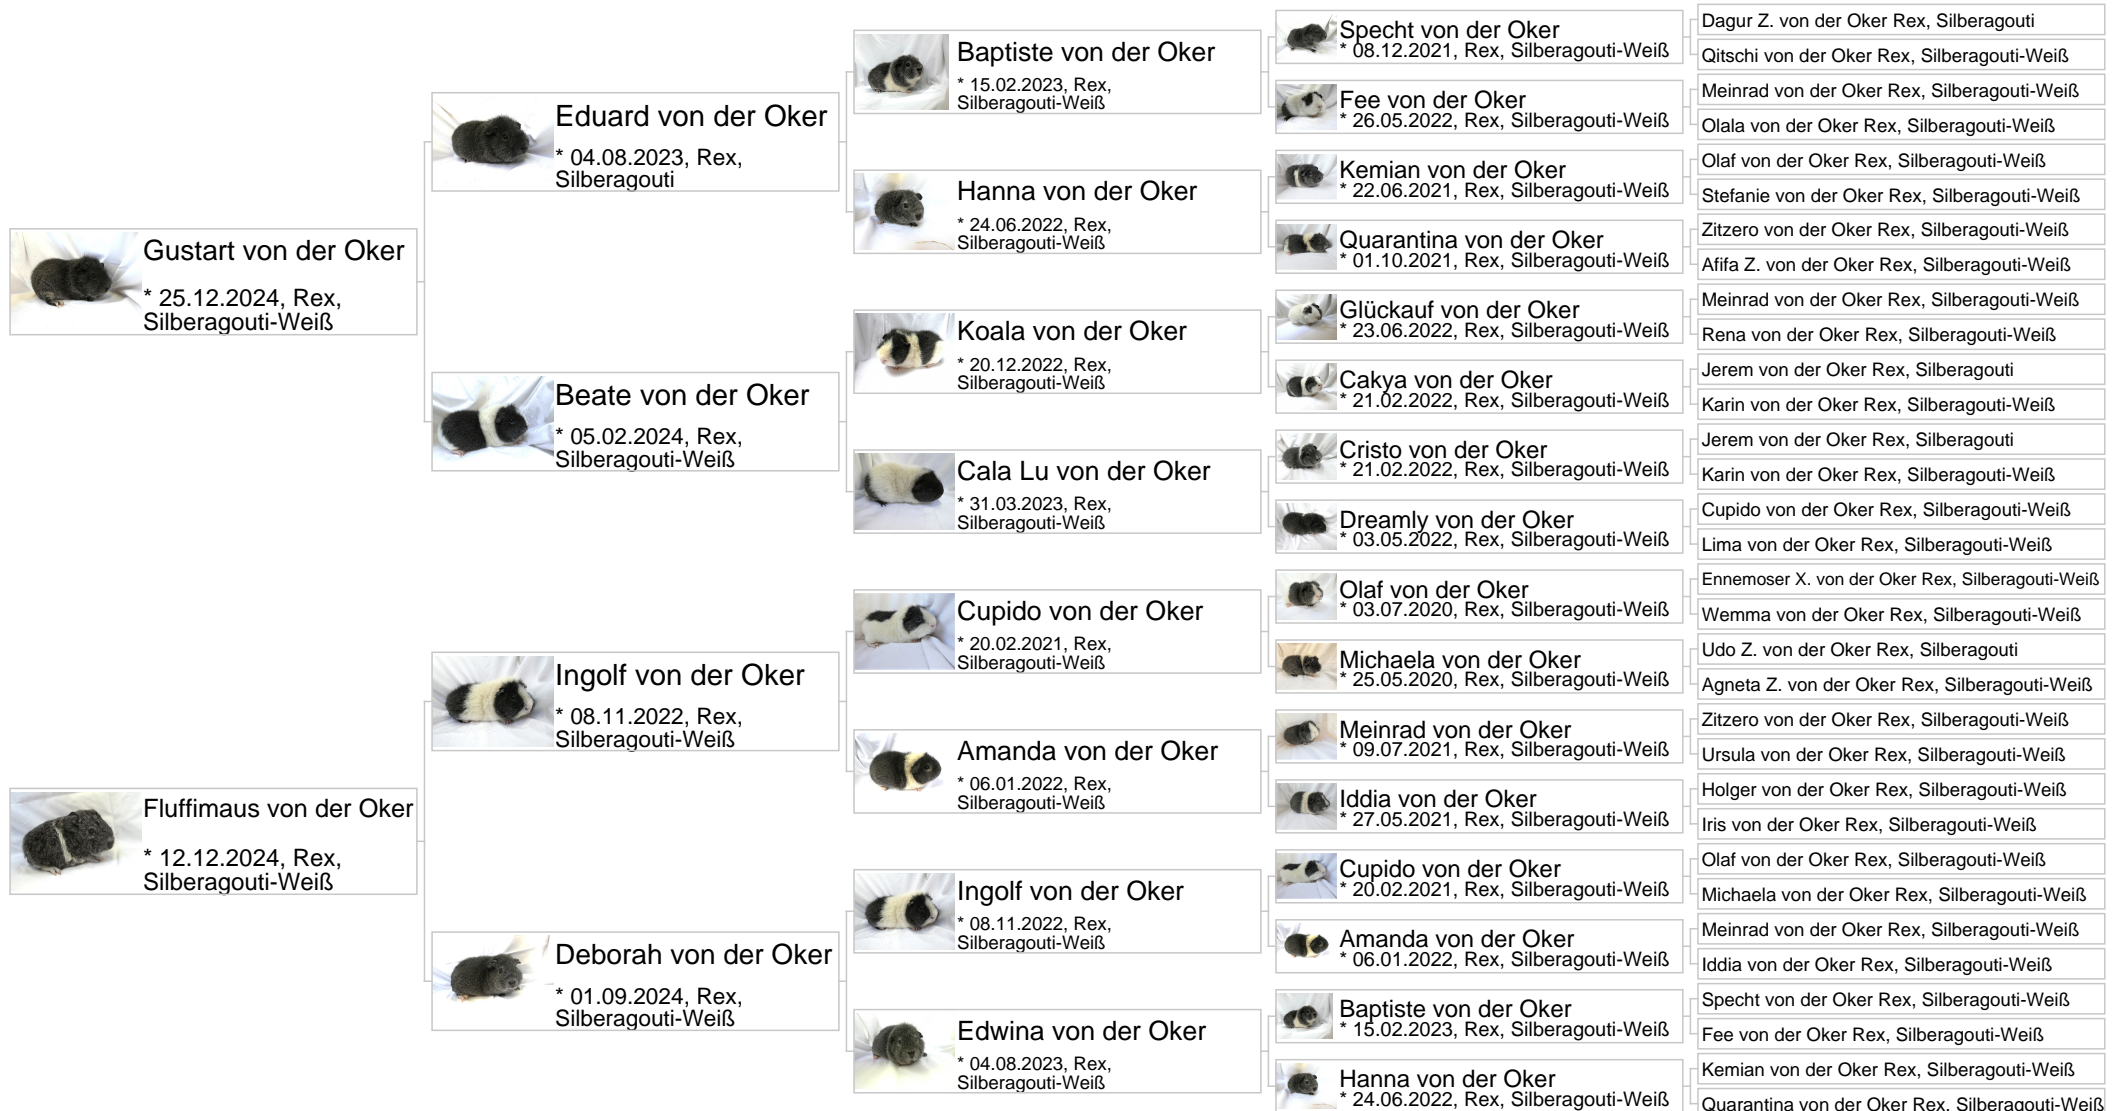 Gustart von der Oker
* 25.12.2024, Rex,
Silberagouti-Weiß
Fluffimaus von der Oker
* 12.12.2024, Rex,
Silberagouti-Weiß
Eduard von der Oker
* 04.08.2023, Rex,
Silberagouti
Beate von der Oker
* 05.02.2024, Rex,
Silberagouti-Weiß
Ingolf von der Oker
* 08.11.2022, Rex,
Silberagouti-Weiß
Deborah von der Oker
* 01.09.2024, Rex,
Silberagouti-Weiß
Baptiste von der Oker
* 15.02.2023, Rex,
Silberagouti-Weiß
Hanna von der Oker
* 24.06.2022, Rex,
Silberagouti-Weiß
Koala von der Oker
* 20.12.2022, Rex,
Silberagouti-Weiß
Cala Lu von der Oker
* 31.03.2023, Rex,
Silberagouti-Weiß
Cupido von der Oker
* 20.02.2021, Rex,
Silberagouti-Weiß
Amanda von der Oker
* 06.01.2022, Rex,
Silberagouti-Weiß
Ingolf von der Oker
* 08.11.2022, Rex,
Silberagouti-Weiß
Edwina von der Oker
* 04.08.2023, Rex,
Silberagouti-Weiß
Specht von der Oker
* 08.12.2021, Rex, Silberagouti-Weiß
Fee von der Oker
* 26.05.2022, Rex, Silberagouti-Weiß
Kemian von der Oker
* 22.06.2021, Rex, Silberagouti-Weiß
Quarantina von der Oker
* 01.10.2021, Rex, Silberagouti-Weiß
Glückauf von der Oker
* 23.06.2022, Rex, Silberagouti-Weiß
Cakya von der Oker
* 21.02.2022, Rex, Silberagouti-Weiß
Cristo von der Oker
* 21.02.2022, Rex, Silberagouti-Weiß
Dreamly von der Oker
* 03.05.2022, Rex, Silberagouti-Weiß
Olaf von der Oker
* 03.07.2020, Rex, Silberagouti-Weiß
Michaela von der Oker
* 25.05.2020, Rex, Silberagouti-Weiß
Meinrad von der Oker
* 09.07.2021, Rex, Silberagouti-Weiß
Iddia von der Oker
* 27.05.2021, Rex, Silberagouti-Weiß
Cupido von der Oker
* 20.02.2021, Rex, Silberagouti-Weiß
Amanda von der Oker
* 06.01.2022, Rex, Silberagouti-Weiß
Baptiste von der Oker
* 15.02.2023, Rex, Silberagouti-Weiß
Hanna von der Oker
* 24.06.2022, Rex, Silberagouti-Weiß
Dagur Z. von der Oker Rex, Silberagouti
Qitschi von der Oker Rex, Silberagouti-Weiß
Meinrad von der Oker Rex, Silberagouti-Weiß
Olala von der Oker Rex, Silberagouti-Weiß
Olaf von der Oker Rex, Silberagouti-Weiß
Stefanie von der Oker Rex, Silberagouti-Weiß
Zitzero von der Oker Rex, Silberagouti-Weiß
Afifa Z. von der Oker Rex, Silberagouti-Weiß
Meinrad von der Oker Rex, Silberagouti-Weiß
Rena von der Oker Rex, Silberagouti-Weiß
Jerem von der Oker Rex, Silberagouti
Karin von der Oker Rex, Silberagouti-Weiß
Jerem von der Oker Rex, Silberagouti
Karin von der Oker Rex, Silberagouti-Weiß
Cupido von der Oker Rex, Silberagouti-Weiß
Lima von der Oker Rex, Silberagouti-Weiß
Ennemoser X. von der Oker Rex, Silberagouti-Weiß
Wemma von der Oker Rex, Silberagouti-Weiß
Udo Z. von der Oker Rex, Silberagouti
Agneta Z. von der Oker Rex, Silberagouti-Weiß
Zitzero von der Oker Rex, Silberagouti-Weiß
Ursula von der Oker Rex, Silberagouti-Weiß
Holger von der Oker Rex, Silberagouti-Weiß
Iris von der Oker Rex, Silberagouti-Weiß
Olaf von der Oker Rex, Silberagouti-Weiß
Michaela von der Oker Rex, Silberagouti-Weiß
Meinrad von der Oker Rex, Silberagouti-Weiß
Iddia von der Oker Rex, Silberagouti-Weiß
Specht von der Oker Rex, Silberagouti-Weiß
Fee von der Oker Rex, Silberagouti-Weiß
Kemian von der Oker Rex, Silberagouti-Weiß
Quarantina von der Oker Rex, Silberagouti-Weiß